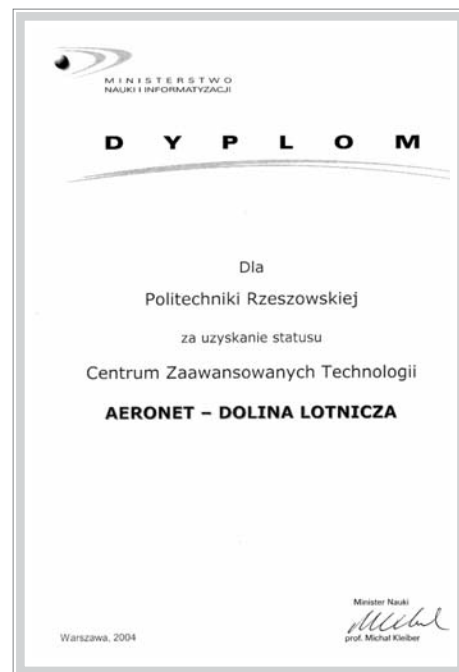 MINISTERSTWO
NAUKI I INFORMATYZACJI
DYPLOM
Dla
Politechniki Rzeszowskiej
za uzyskanie statusu
Centrum Zaawansowanych Technologii
AERONET – DOLINA LOTNICZA
Minister Nauki
prof. Michał Kleiber
Warszawa, 2004